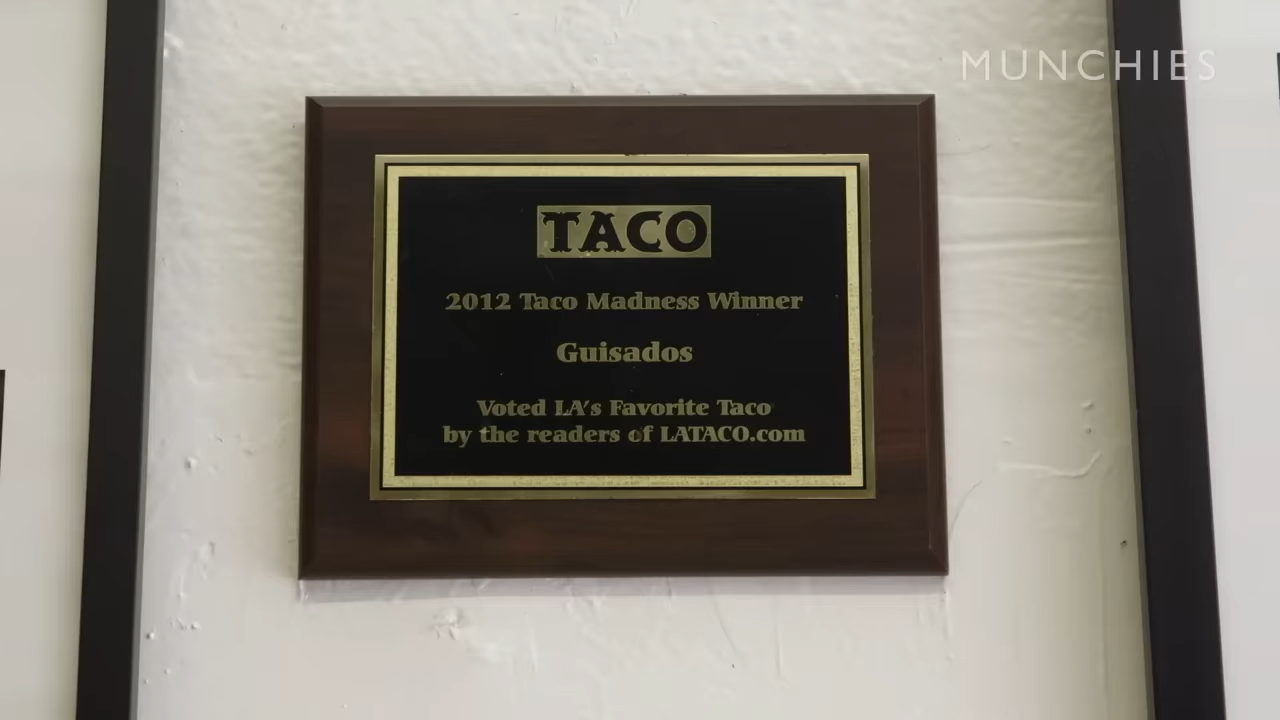 MUNCHIES
TACO
2012 Taco Madness Winner
Guisados
Voted LA's Favorite Taco
by the readers of LATACO.com